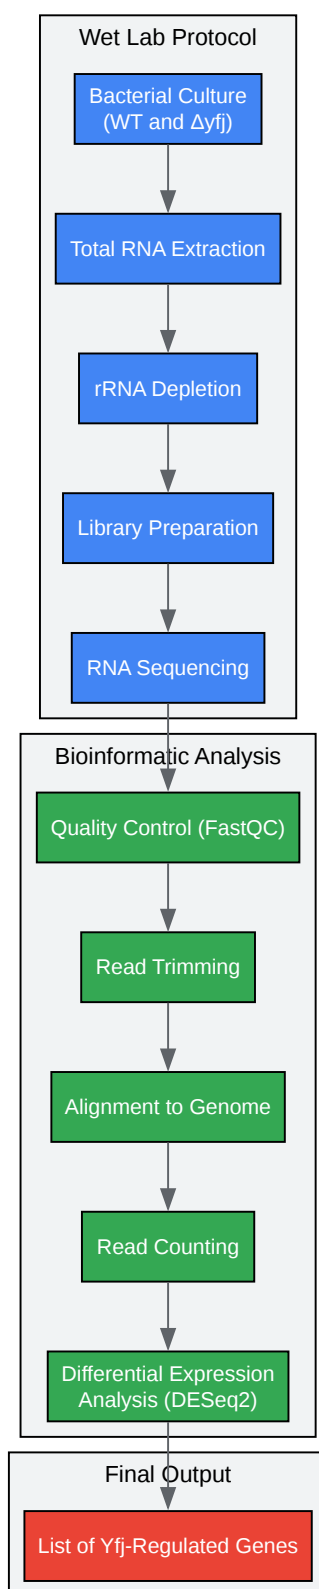 Wet Lab Protocol
Bacterial Culture
(WT and Δyfj)
Total RNA Extraction
rRNA Depletion
Library Preparation
RNA Sequencing
Bioinformatic Analysis
Quality Control (FastQC)
Read Trimming
Alignment to Genome
Read Counting
Differential Expression
Analysis (DESeq2)
Final Output
List of Yfj-Regulated Genes